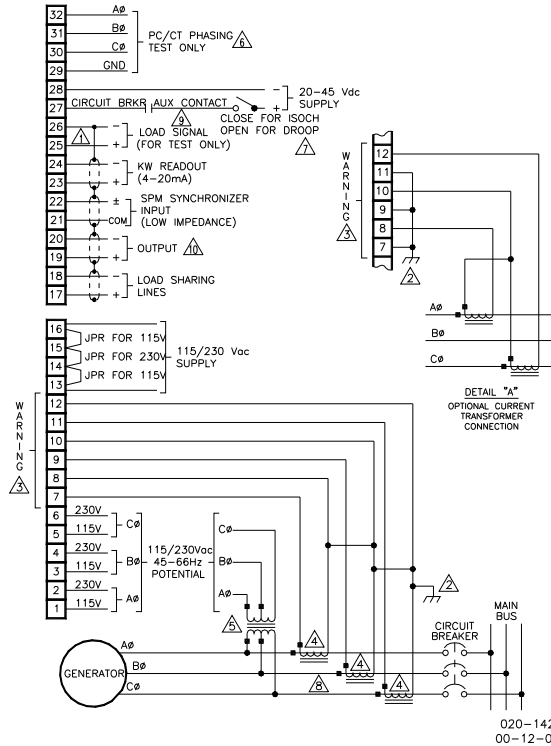 32 AØ
31 BØ
30 CØ
29 GND
PC/CT PHASING
TEST ONLY 6
28 -
27 CIRCUIT BRKR AUX CONTACT +
20-45 Vdc
SUPPLY
9
CLOSE FOR ISOCH
OPEN FOR DROOP
7
26 1 -
25 +
LOAD SIGNAL
(FOR TEST ONLY)
24 -
23 +
KW READOUT
(4-20mA)
22 ±
21 COM
SPM SYNCHRONIZER
INPUT
(LOW IMPEDANCE)
20 -
19 +
OUTPUT 10
18 -
17 +
LOAD SHARING
LINES
WARNING
3
12
11
10
9
8
7
2
AØ
BØ
CØ
DETAIL "A"
OPTIONAL CURRENT
TRANSFORMER
CONNECTION
16
JPR FOR 115V
15
JPR FOR 230V
14
JPR FOR 115V
13
115/230 Vac
SUPPLY
WARNING
3
12
11
10
9
8
7
6 230V
5 115V
CØ
4 230V
3 115V
BØ
2 230V
1 115V
AØ
115/230Vac
45-66Hz
POTENTIAL
CØ
BØ
AØ
5
2
MAIN
BUS
CIRCUIT
BREAKER
GENERATOR
AØ
BØ
CØ
4
4
4
8
020-142
00-12-0